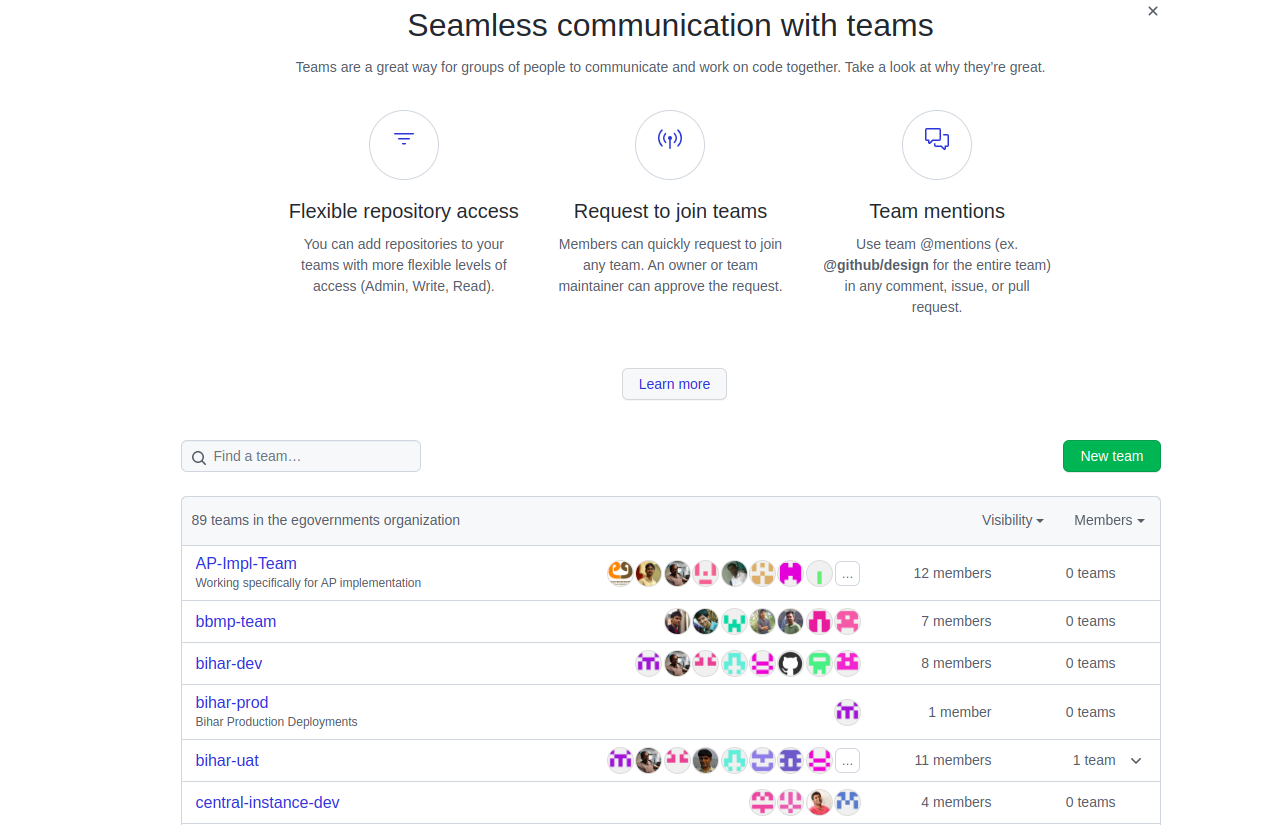 Seamless communication with teams
Teams are a great way for groups of people to communicate and work on code together. Take a look at why they’re great.
Flexible repository access
You can add repositories to your
teams with more flexible levels of
access (Admin, Write, Read).
Request to join teams
Members can quickly request to join
any team. An owner or team
maintainer can approve the request.
Team mentions
Use team @mentions (ex.
@github/design for the entire team)
in any comment, issue, or pull
request.
Learn more
Find a team…
New team
89 teams in the egovernments organization Visibility Members
AP-Impl-Team
Working specifically for AP implementation
… 12 members 0 teams
bbmp-team 7 members 0 teams
bihar-dev 8 members 0 teams
bihar-prod
Bihar Production Deployments
1 member 0 teams
bihar-uat … 11 members 1 team
central-instance-dev 4 members 0 teams